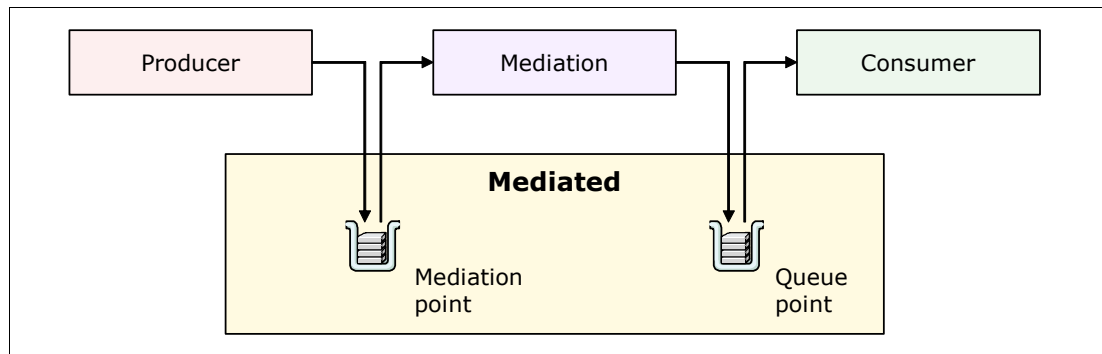 Producer
Mediation
Consumer
Mediated
Mediation
point
Queue
point